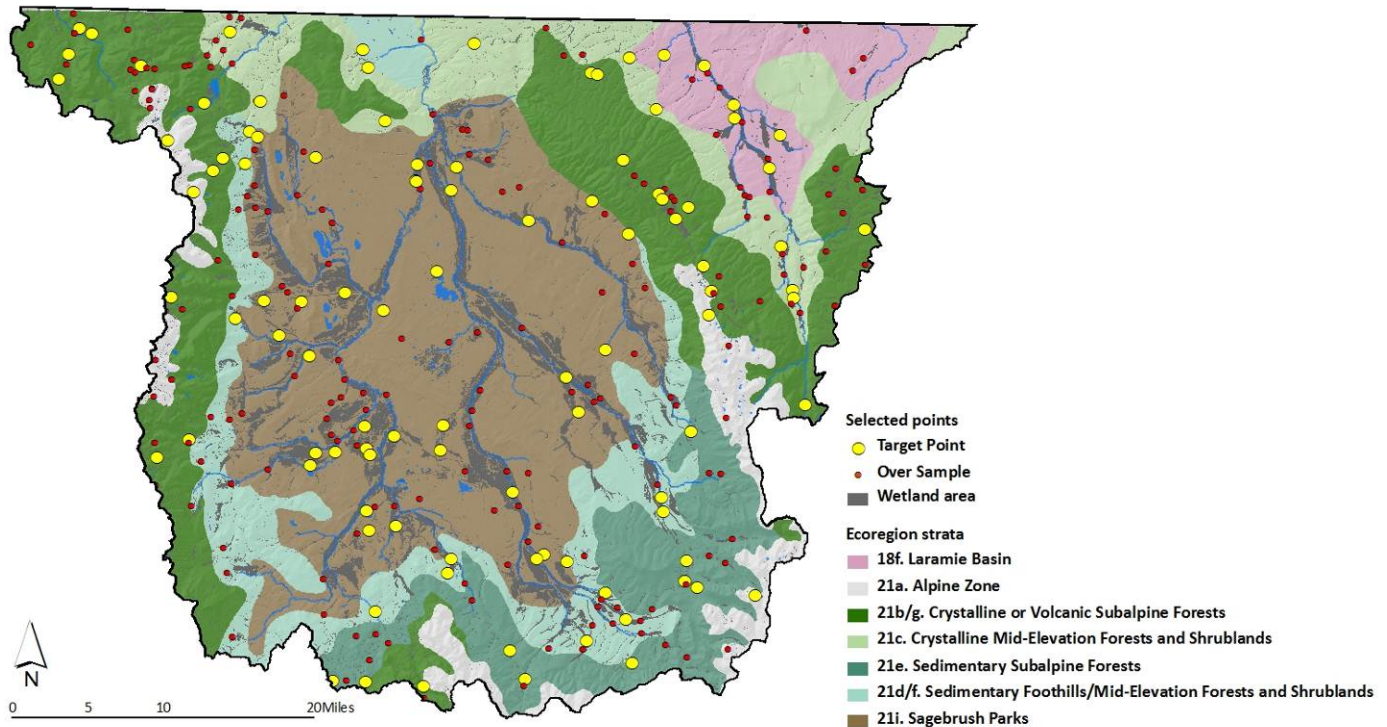 Selected points
Target Point
Over Sample
Wetland area
Ecoregion strata
18f. Laramie Basin
21a. Alpine Zone
21b/g. Crystalline or Volcanic Subalpine Forests
21c. Crystalline Mid-Elevation Forests and Shrublands
21e. Sedimentary Subalpine Forests
21d/f. Sedimentary Foothills/Mid-Elevation Forests and Shrublands
21i. Sagebrush Parks
N
0 5 10 20Miles